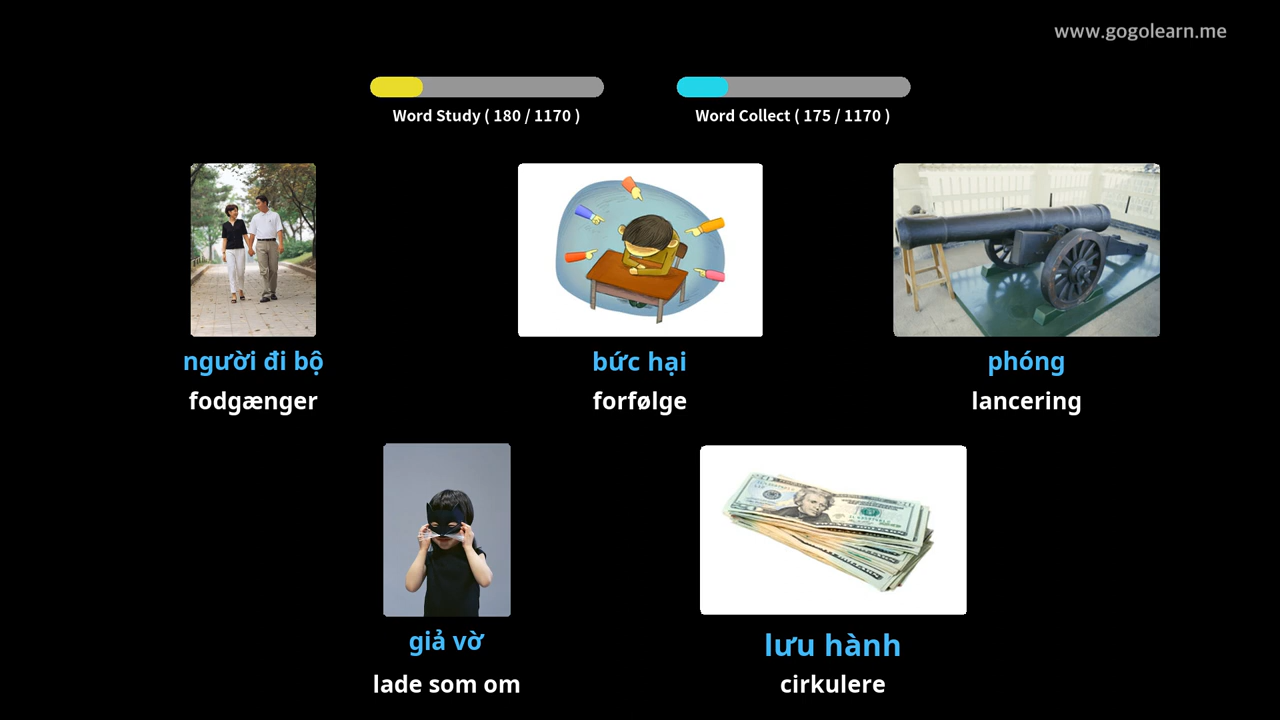 www.gogolearn.me
Word Study ( 180 / 1170 )
Word Collect ( 175 / 1170 )
người đi bộ
fodgænger
bức hại
forfølge
phóng
lancering
giả vờ
lade som om
lưu hành
cirkulere